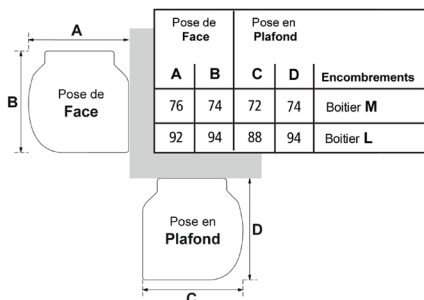 A
B
Pose de
Face
Pose de Pose en
Face Plafond
A B C D Encombrements
76 74 72 74 Boitier M
92 94 88 94 Boitier L
Pose en
Plafond
D
C